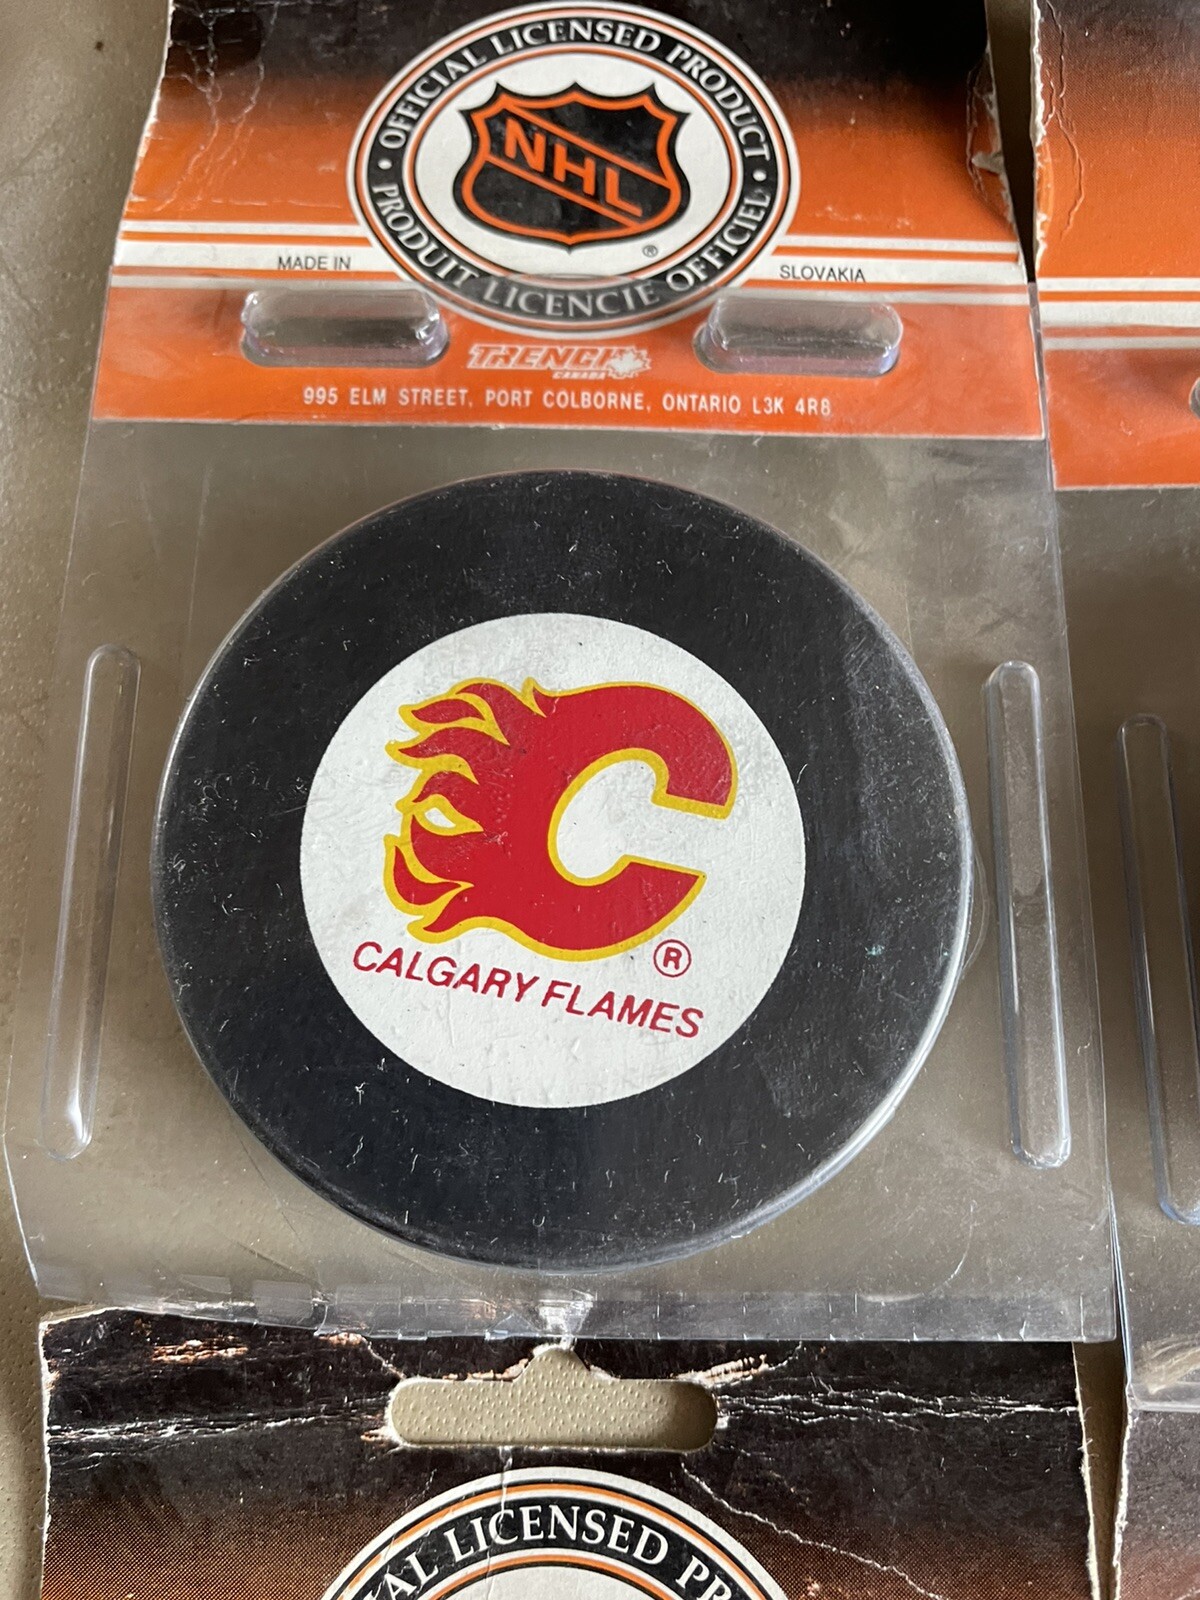 • OFFICIAL LICENSED PRODUCT •
NHL
®
PRODUIT LICENCIE OFFICIEL
MADE IN
SLOVAKIA
TRENCH
CANADA
995 ELM STREET, PORT COLBORNE, ONTARIO L3K 4R8
®
CALGARY FLAMES
LICENSED